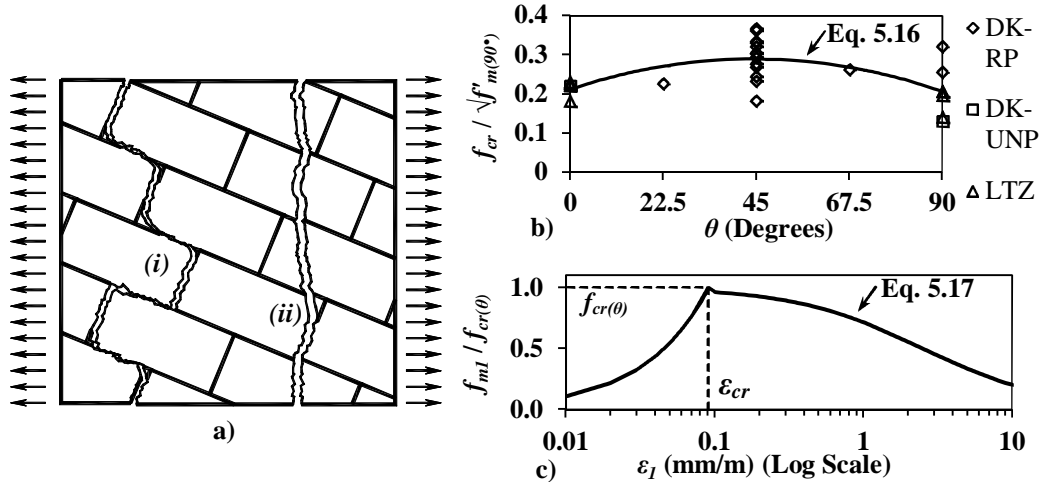 (i)
(ii)
a)
0.4
0.3
0.2
0.1
0
f_cr / √f'_m(90°)
Eq. 5.16
0 22.5 45 67.5 90
θ (Degrees)
b)
DK-RP
DK-UNP
LTZ
1.0
0.5
0.0
f_m1 / f_cr(θ)
f_cr(θ)
Eq. 5.17
ε_cr
0.01 0.1 1 10
ε_1 (mm/m) (Log Scale)
c)